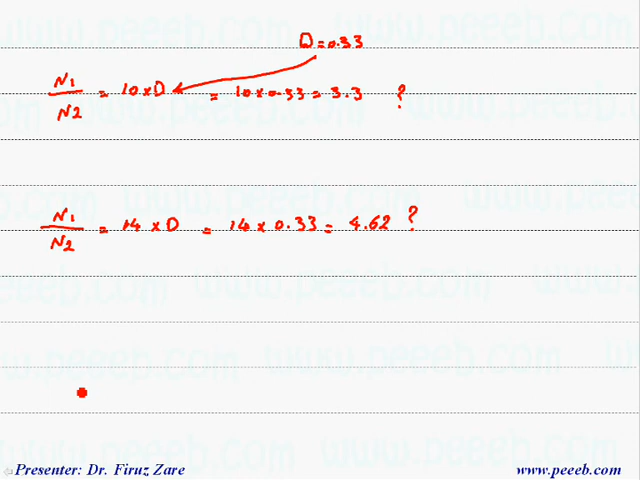 D = 0.33
N1/N2 = 10 × D = 10 × 0.33 = 3.3 ?
N1/N2 = 14 × D = 14 × 0.33 = 4.62 ?
Presenter: Dr. Firuz Zare
www.peeeb.com